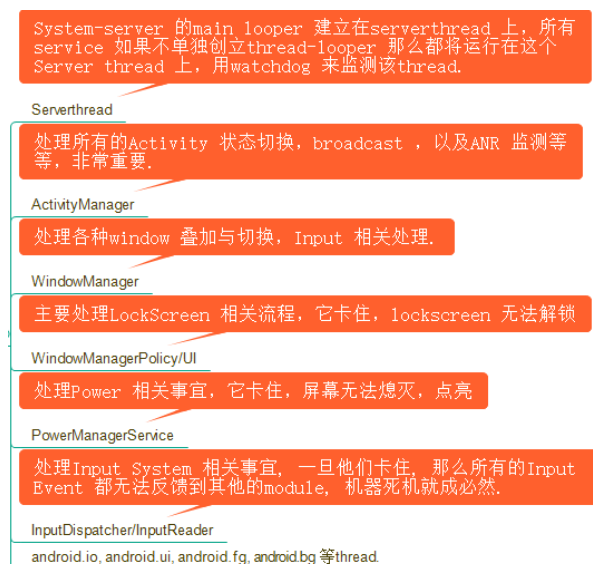 System-server 的main looper 建立在serverthread 上，所有
service 如果不单独创立thread-looper 那么都将运行在这个
Server thread 上，用watchdog 来监测该thread.
Serverthread
处理所有的Activity 状态切换，broadcast ，以及ANR 监测等
等，非常重要.
ActivityManager
处理各种window 叠加与切换，Input 相关处理.
WindowManager
主要处理LockScreen 相关流程，它卡住，lockscreen 无法解锁
WindowManagerPolicy/UI
处理Power 相关事宜，它卡住，屏幕无法熄灭，点亮
PowerManagerService
处理Input System 相关事宜, 一旦他们卡住, 那么所有的Input
Event 都无法反馈到其他的module, 机器死机就成必然.
InputDispatcher/InputReader
android.io, android.ui, android.fg, android.bg 等thread.